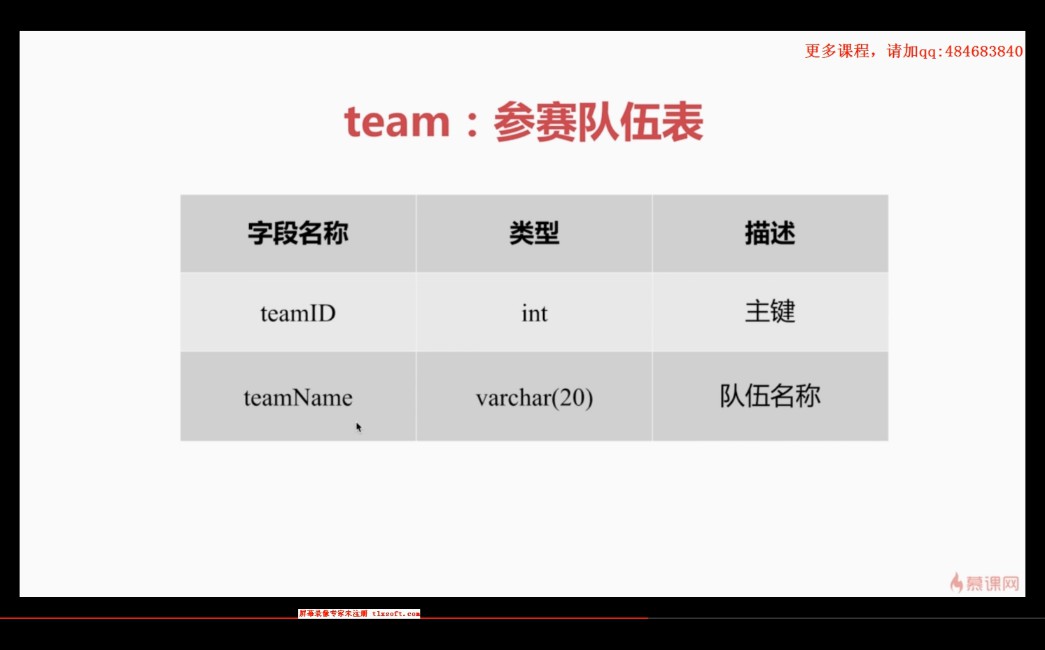 更多课程，请加qq:484683840
team：参赛队伍表
字段名称 类型 描述
teamID int 主键
teamName varchar(20) 队伍名称
慕课网
屏幕录像专家未注册 tlxsoft.com